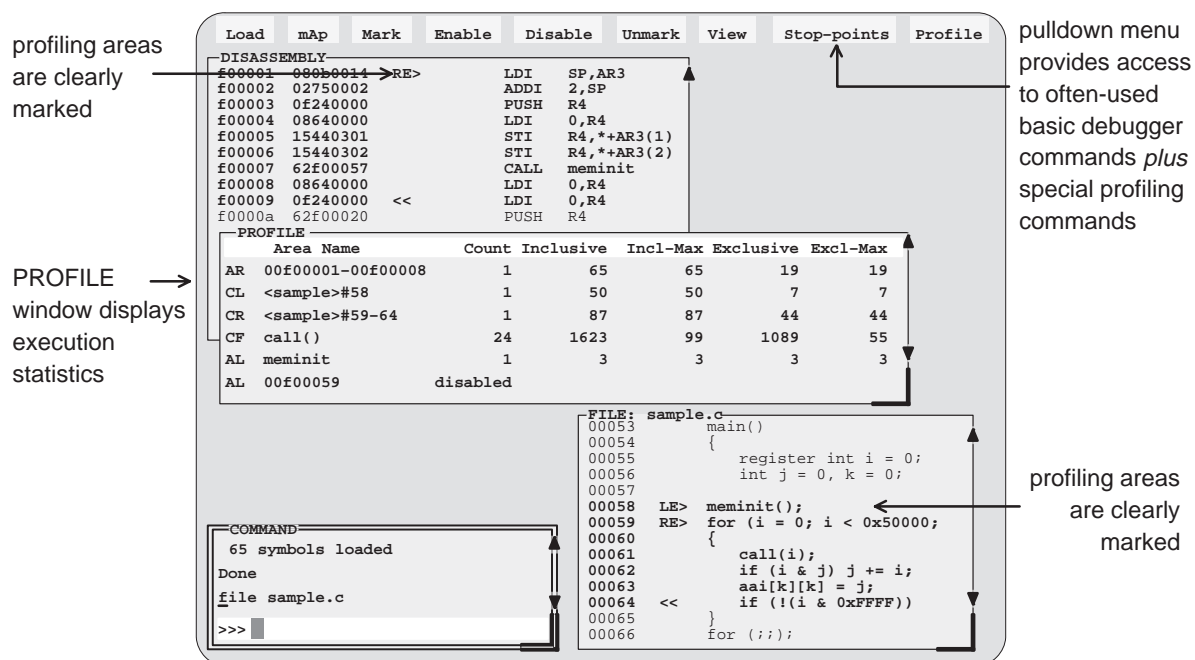 Load mAp Mark Enable Disable Unmark View Stop-points Profile
profiling areas
are clearly
marked
pulldown menu
provides access
to often-used
basic debugger
commands plus
special profiling
commands
DISASSEMBLY
f00001 080b0014 RE> LDI SP,AR3
f00002 02750002 ADDI 2,SP
f00003 0f240000 PUSH R4
f00004 08640000 LDI 0,R4
f00005 15440301 STI R4,*+AR3(1)
f00006 15440302 STI R4,*+AR3(2)
f00007 62f00057 CALL meminit
f00008 08640000 LDI 0,R4
f00009 0f240000 << LDI 0,R4
f0000a 62f00020 PUSH R4
PROFILE
window displays
execution
statistics
PROFILE
Area Name Count Inclusive Incl-Max Exclusive Excl-Max
AR 00f00001-00f00008 1 65 65 19 19
CL <sample>#58 1 50 50 7 7
CR <sample>#59-64 1 87 87 44 44
CF call() 24 1623 99 1089 55
AL meminit 1 3 3 3 3
AL 00f00059 disabled
FILE: sample.c
00053 main()
00054 {
00055 register int i = 0;
00056 int j = 0, k = 0;
00057
00058 LE> meminit();
00059 RE> for (i = 0; i < 0x50000;
00060 {
00061 call(i);
00062 if (i & j) j += i;
00063 aai[k][k] = j;
00064 << if (!(i & 0xFFFF))
00065 }
00066 for (;;);
profiling areas
are clearly
marked
COMMAND
65 symbols loaded
Done
file sample.c
>>>